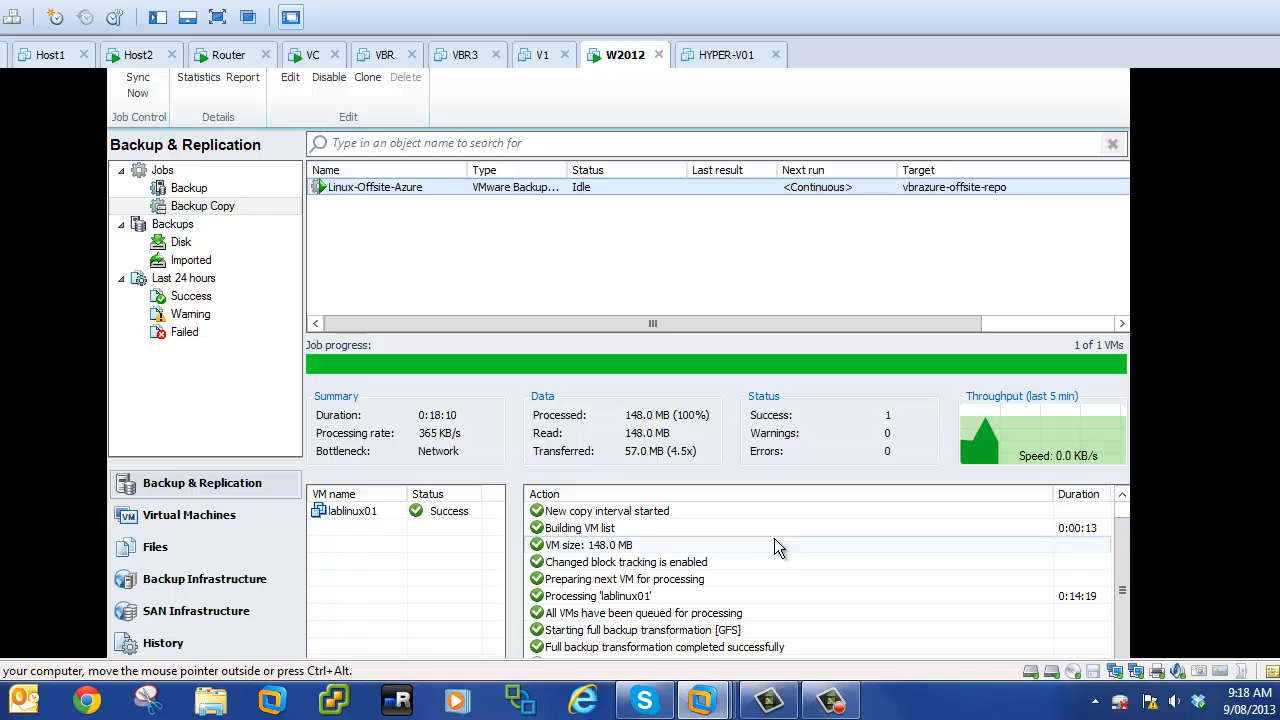 Host1 Host2 Router VC VBR VBR3 V1 W2012 HYPER-V01
Sync Now Statistics Report Edit Disable Clone Delete
Job Control Details Edit
Backup & Replication
Jobs
Backup
Backup Copy
Backups
Disk
Imported
Last 24 hours
Success
Warning
Failed
Backup & Replication
Virtual Machines
Files
Backup Infrastructure
SAN Infrastructure
History
Type in an object name to search for
Name Type Status Last result Next run Target
Linux-Offsite-Azure VMware Backup... Idle <Continuous> vbrazure-offsite-repo
Job progress: 1 of 1 VMs
Summary
Duration: 0:18:10
Processing rate: 365 KB/s
Bottleneck: Network
Data
Processed: 148.0 MB (100%)
Read: 148.0 MB
Transferred: 57.0 MB (4.5x)
Status
Success: 1
Warnings: 0
Errors: 0
Throughput (last 5 min)
Speed: 0.0 KB/s
VM name Status
lablinux01 Success
Action Duration
New copy interval started
Building VM list 0:00:13
VM size: 148.0 MB
Changed block tracking is enabled
Preparing next VM for processing
Processing 'lablinux01' 0:14:19
All VMs have been queued for processing
Starting full backup transformation [GFS]
Full backup transformation completed successfully
your computer, move the mouse pointer outside or press Ctrl+Alt.
9:18 AM
9/08/2013